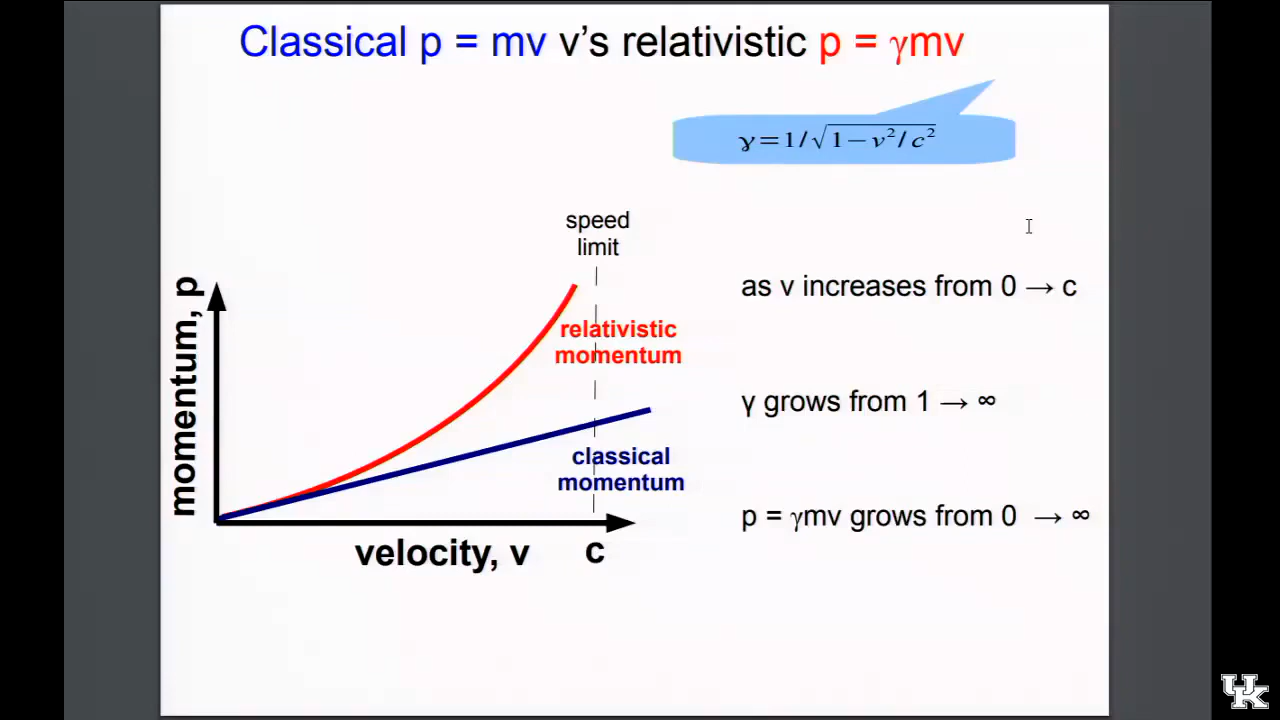 Classical p = mv v's relativistic p = γmv
γ=1/√1−v²/c²
speed
limit
as v increases from 0 → c
momentum, p
relativistic
momentum
γ grows from 1 → ∞
classical
momentum
p = γmv grows from 0 → ∞
velocity, v
c
UK